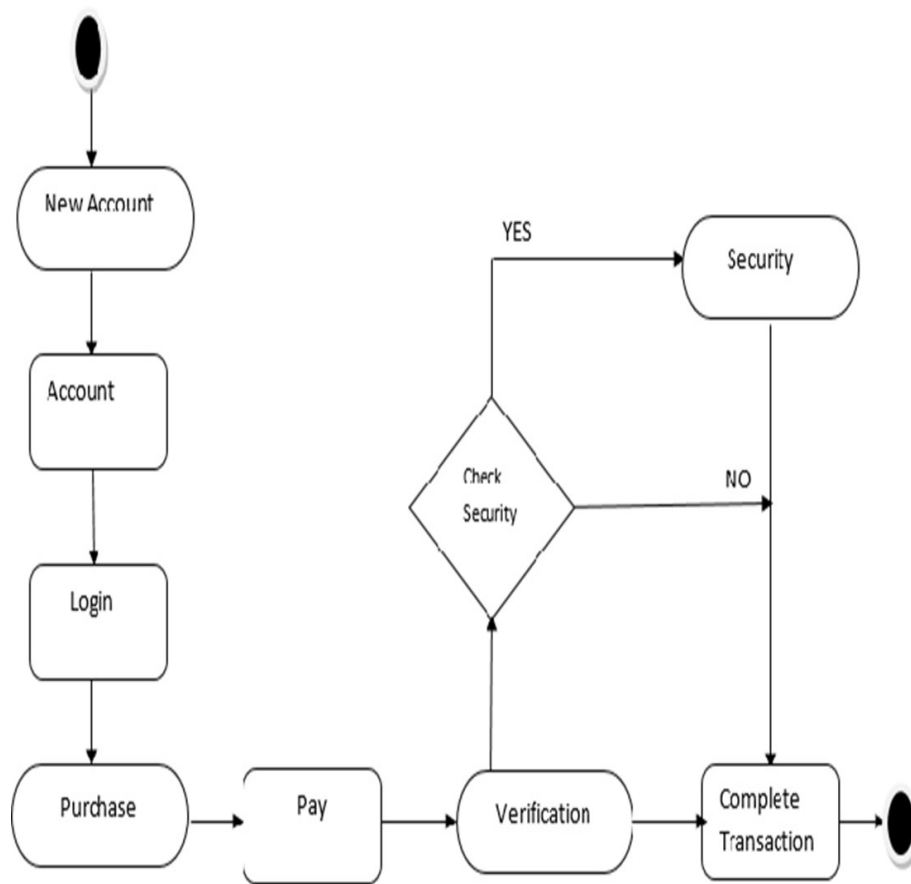 New Account
Account
Login
Purchase
Pay
Verification
Check
Security
YES
Security
NO
Complete
Transaction